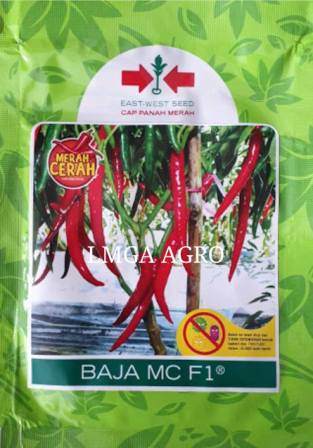 EAST-WEST SEED
CAP PANAH MERAH
MERAH
CERAH
LMGA AGRO
BAJA MC F1®